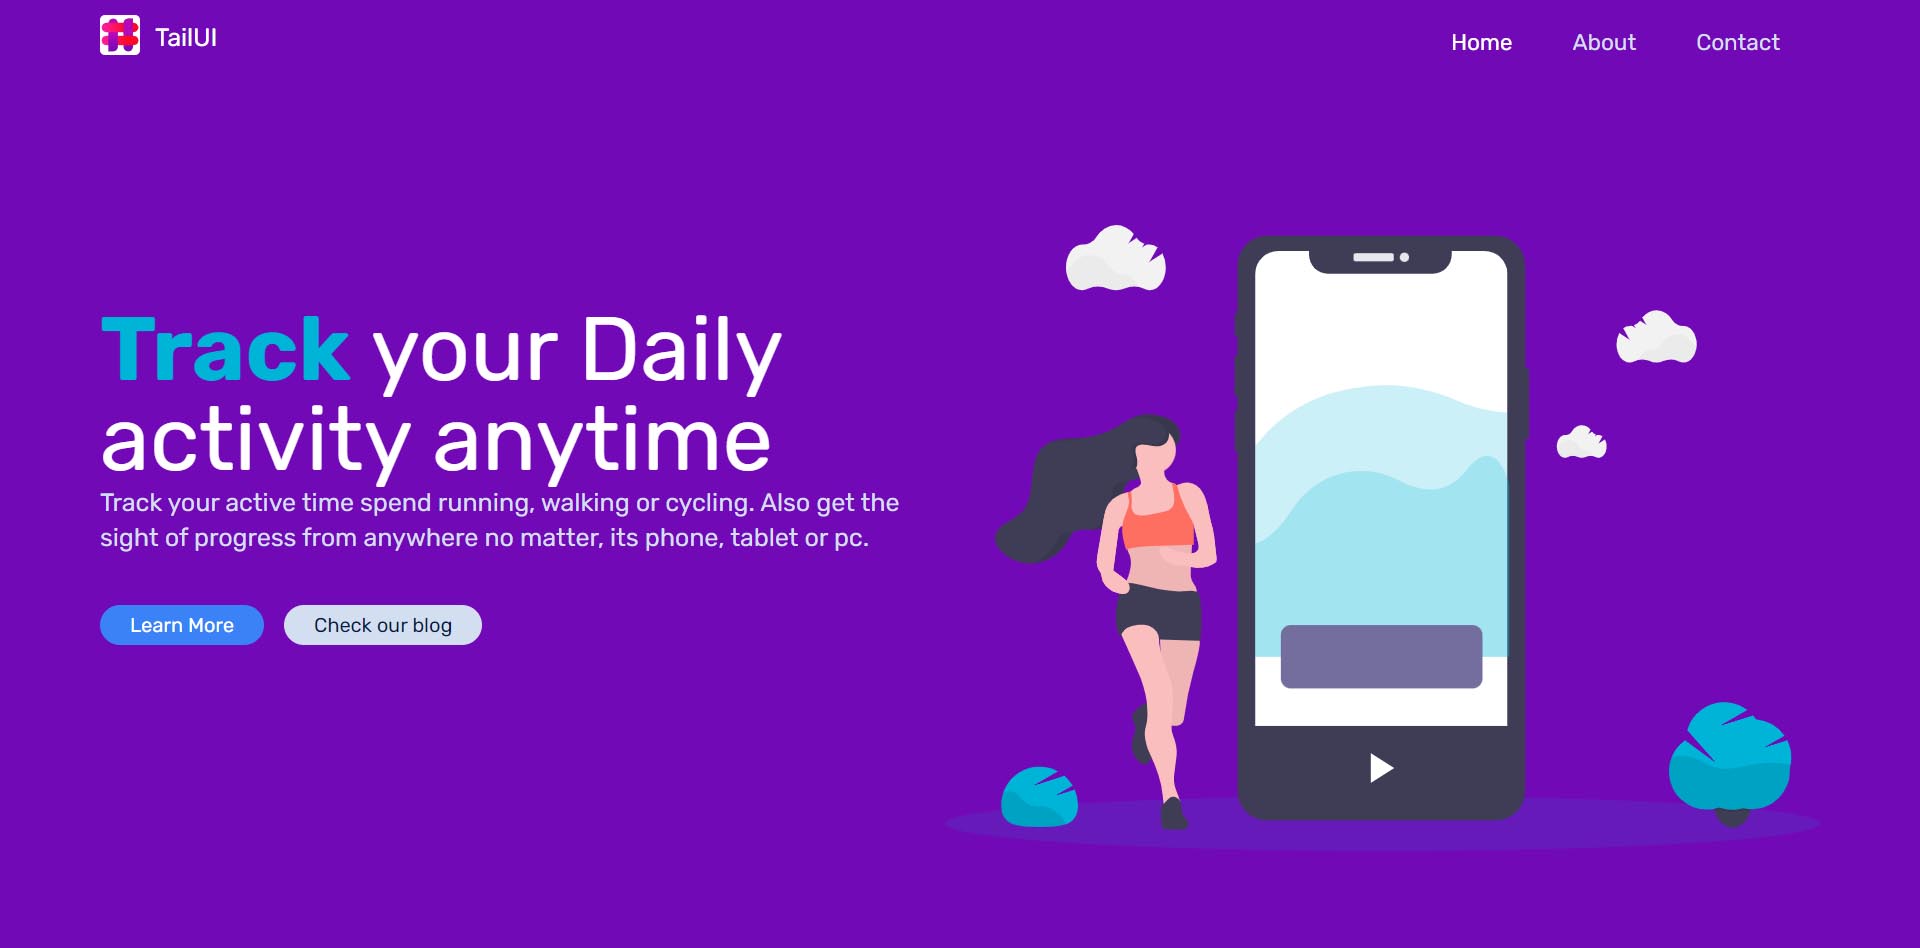 TailUI
Home
About
Contact
Track your Daily
activity anytime
Track your active time spend running, walking or cycling. Also get the
sight of progress from anywhere no matter, its phone, tablet or pc.
Learn More
Check our blog